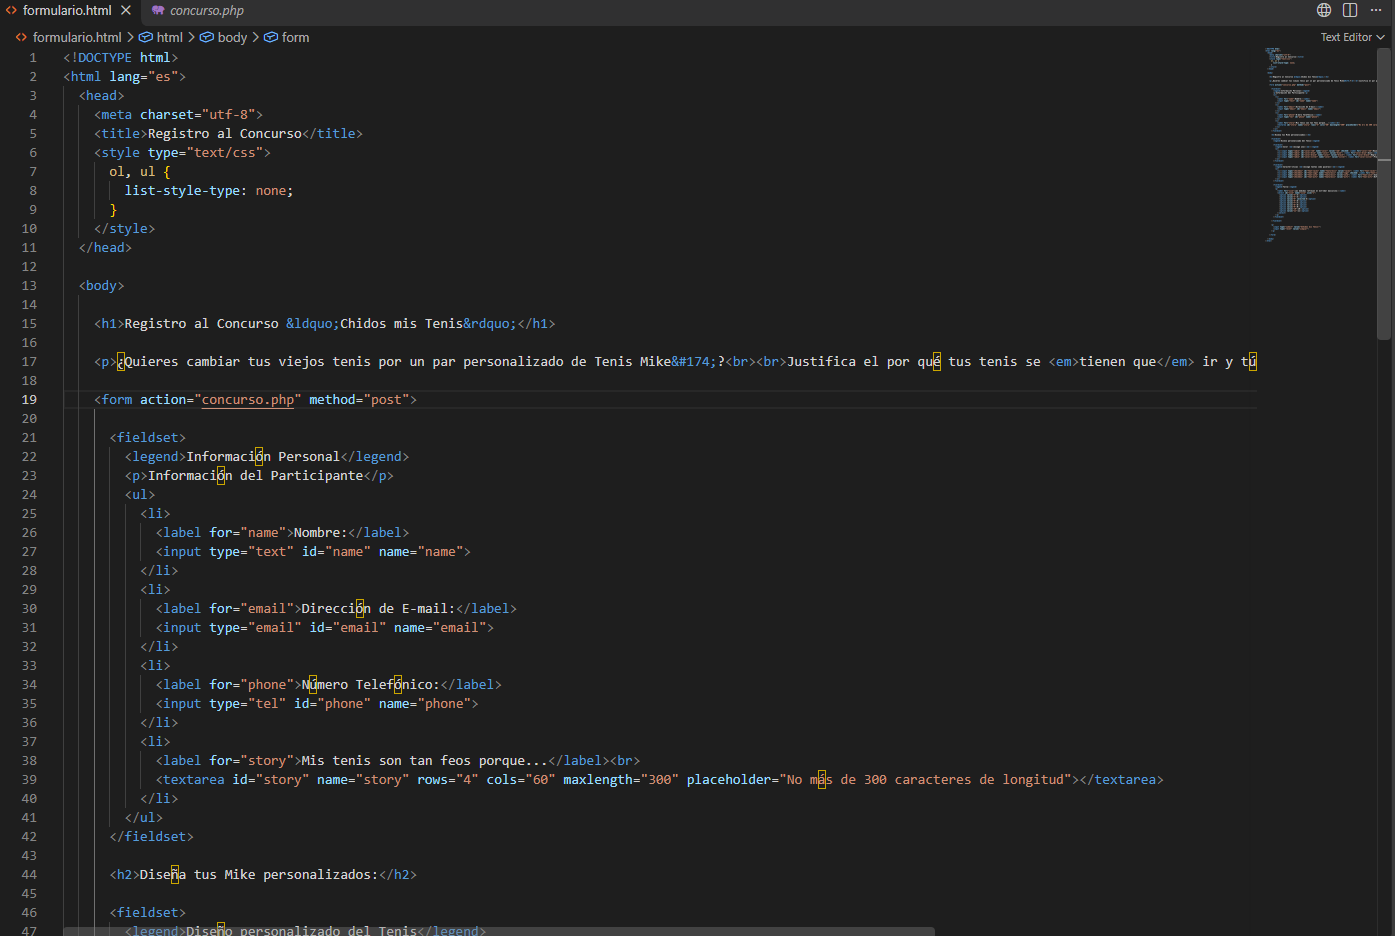 formulario.html
concurso.php
formulario.html > html > body > form
Text Editor
1 <!DOCTYPE html>
2 <html lang="es">
3 <head>
4 <meta charset="utf-8">
5 <title>Registro al Concurso</title>
6 <style type="text/css">
7 ol, ul {
8 list-style-type: none;
9 }
10 </style>
11 </head>
12
13 <body>
14
15 <h1>Registro al Concurso &ldquo;Chidos mis Tenis&rdquo;</h1>
16
17 <p>¿Quieres cambiar tus viejos tenis por un par personalizado de Tenis Mike&#174;?<br><br>Justifica el por qué tus tenis se <em>tienen que</em> ir y tú
18
19 <form action="concurso.php" method="post">
20
21 <fieldset>
22 <legend>Información Personal</legend>
23 <p>Información del Participante</p>
24 <ul>
25 <li>
26 <label for="name">Nombre:</label>
27 <input type="text" id="name" name="name">
28 </li>
29 <li>
30 <label for="email">Dirección de E-mail:</label>
31 <input type="email" id="email" name="email">
32 </li>
33 <li>
34 <label for="phone">Número Telefónico:</label>
35 <input type="tel" id="phone" name="phone">
36 </li>
37 <li>
38 <label for="story">Mis tenis son tan feos porque...</label><br>
39 <textarea id="story" name="story" rows="4" cols="60" maxlength="300" placeholder="No más de 300 caracteres de longitud"></textarea>
40 </li>
41 </ul>
42 </fieldset>
43
44 <h2>Diseña tus Mike personalizados:</h2>
45
46 <fieldset>
47 <legend>Diseño personalizado del Tenis</legend>